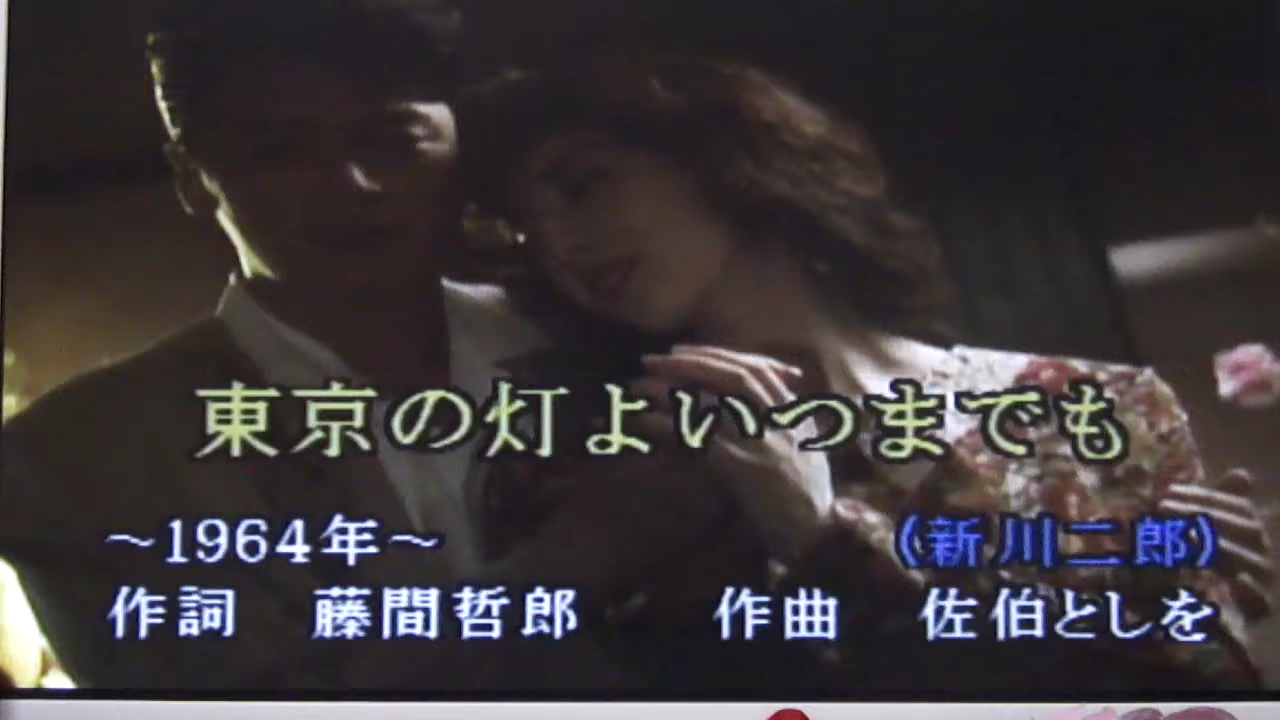 東京の灯よいつまでも
～1964年～ （新川二郎）
作詞 藤間哲郎 作曲 佐伯としを